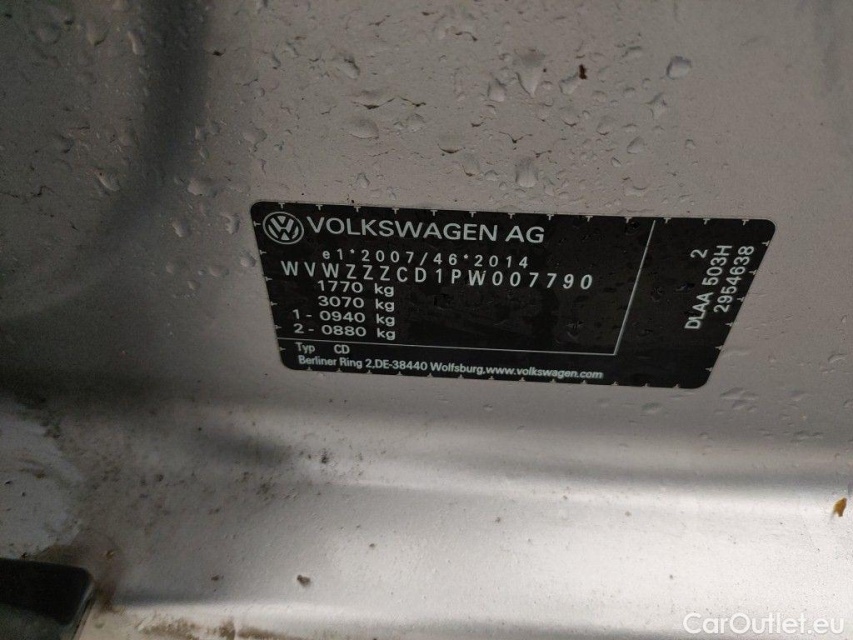 VOLKSWAGEN AG
e1*2007/46*2014
WVWZZZCD1PW007790
1770 kg
3070 kg
1 - 0940 kg
2 - 0880 kg
Typ CD
Berliner Ring 2,DE-38440 Wolfsburg,www.volkswagen.com
2
DLAA 503H
2954638
CarOutlet.eu